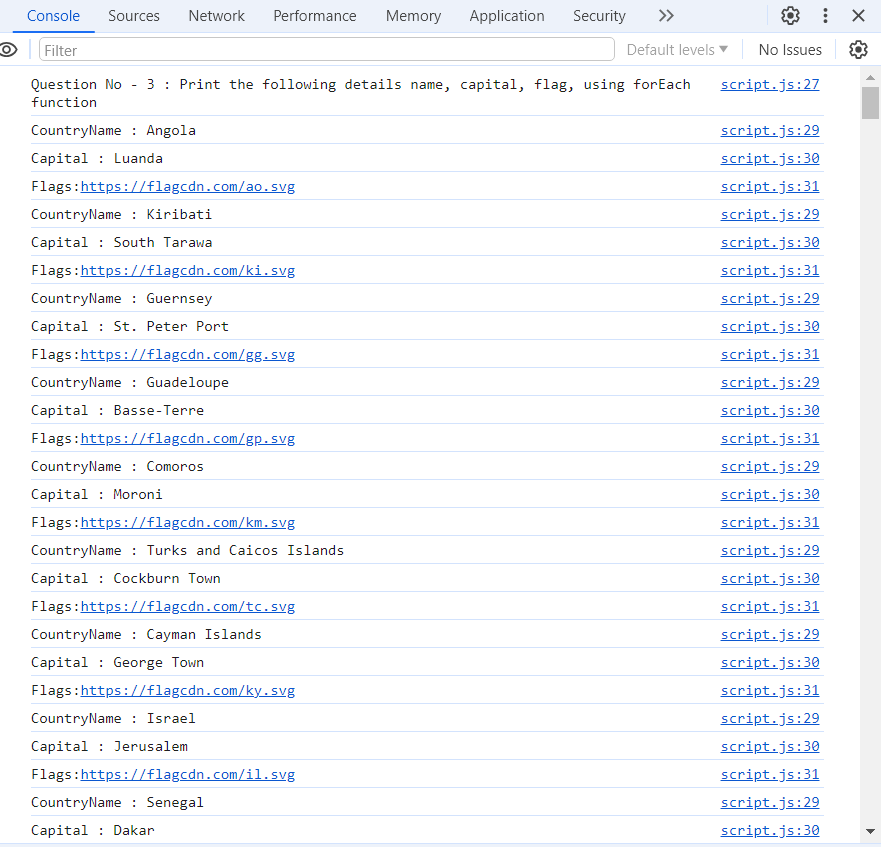 Console Sources Network Performance Memory Application Security
Filter Default levels No Issues
Question No - 3 : Print the following details name, capital, flag, using forEach script.js:27
function
CountryName : Angola script.js:29
Capital : Luanda script.js:30
Flags:https://flagcdn.com/ao.svg script.js:31
CountryName : Kiribati script.js:29
Capital : South Tarawa script.js:30
Flags:https://flagcdn.com/ki.svg script.js:31
CountryName : Guernsey script.js:29
Capital : St. Peter Port script.js:30
Flags:https://flagcdn.com/gg.svg script.js:31
CountryName : Guadeloupe script.js:29
Capital : Basse-Terre script.js:30
Flags:https://flagcdn.com/gp.svg script.js:31
CountryName : Comoros script.js:29
Capital : Moroni script.js:30
Flags:https://flagcdn.com/km.svg script.js:31
CountryName : Turks and Caicos Islands script.js:29
Capital : Cockburn Town script.js:30
Flags:https://flagcdn.com/tc.svg script.js:31
CountryName : Cayman Islands script.js:29
Capital : George Town script.js:30
Flags:https://flagcdn.com/ky.svg script.js:31
CountryName : Israel script.js:29
Capital : Jerusalem script.js:30
Flags:https://flagcdn.com/il.svg script.js:31
CountryName : Senegal script.js:29
Capital : Dakar script.js:30